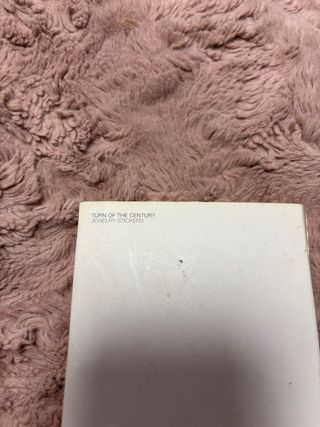 TURN OF THE CENTURY
JEWELRY STICKERS